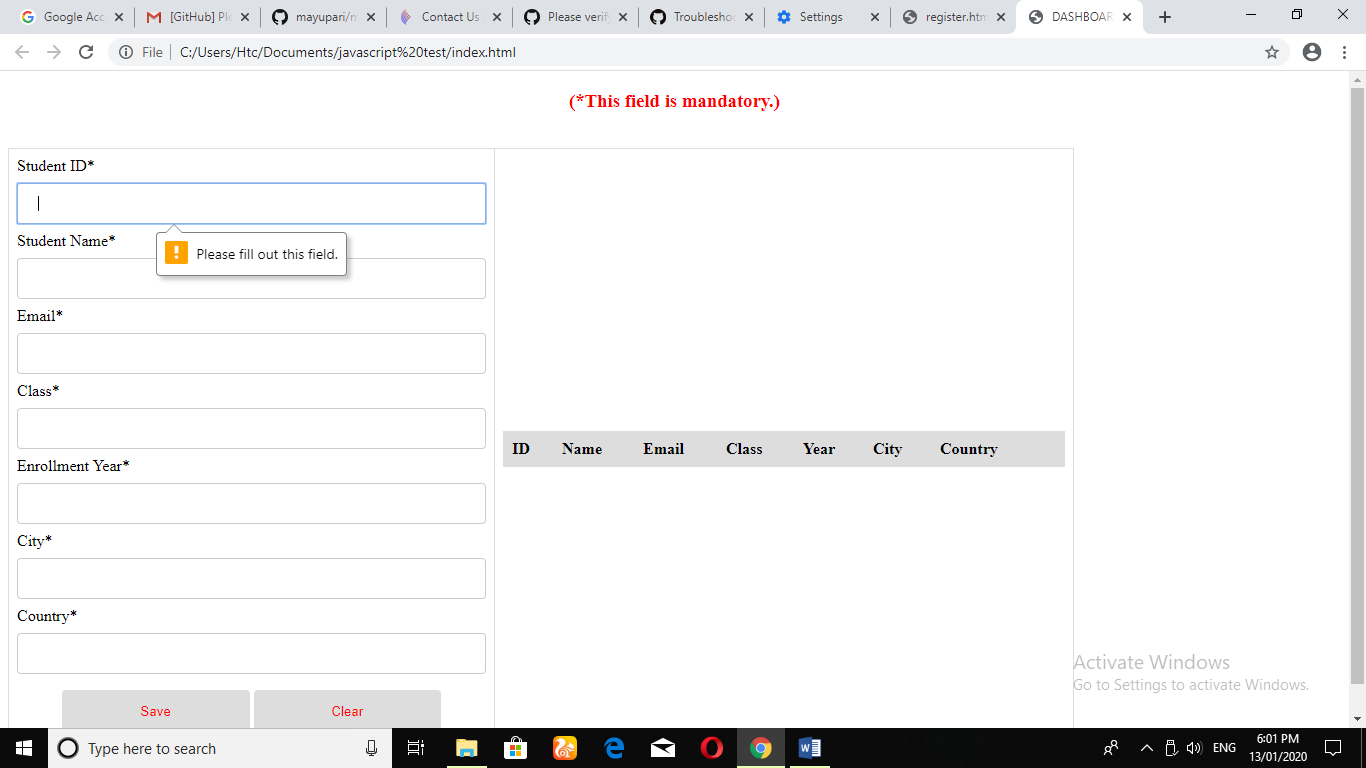 Google Acc
[GitHub] Ple
mayupari/m
Contact Us
Please verify
Troubleshoo
Settings
register.htm
DASHBOAR
File
C:/Users/Htc/Documents/javascript%20test/index.html
(*This field is mandatory.)
Student ID*
Please fill out this field.
Student Name*
Email*
Class*
Enrollment Year*
City*
Country*
Save Clear
ID Name Email Class Year City Country
Activate Windows
Go to Settings to activate Windows.
Type here to search
ENG
6:01 PM
13/01/2020